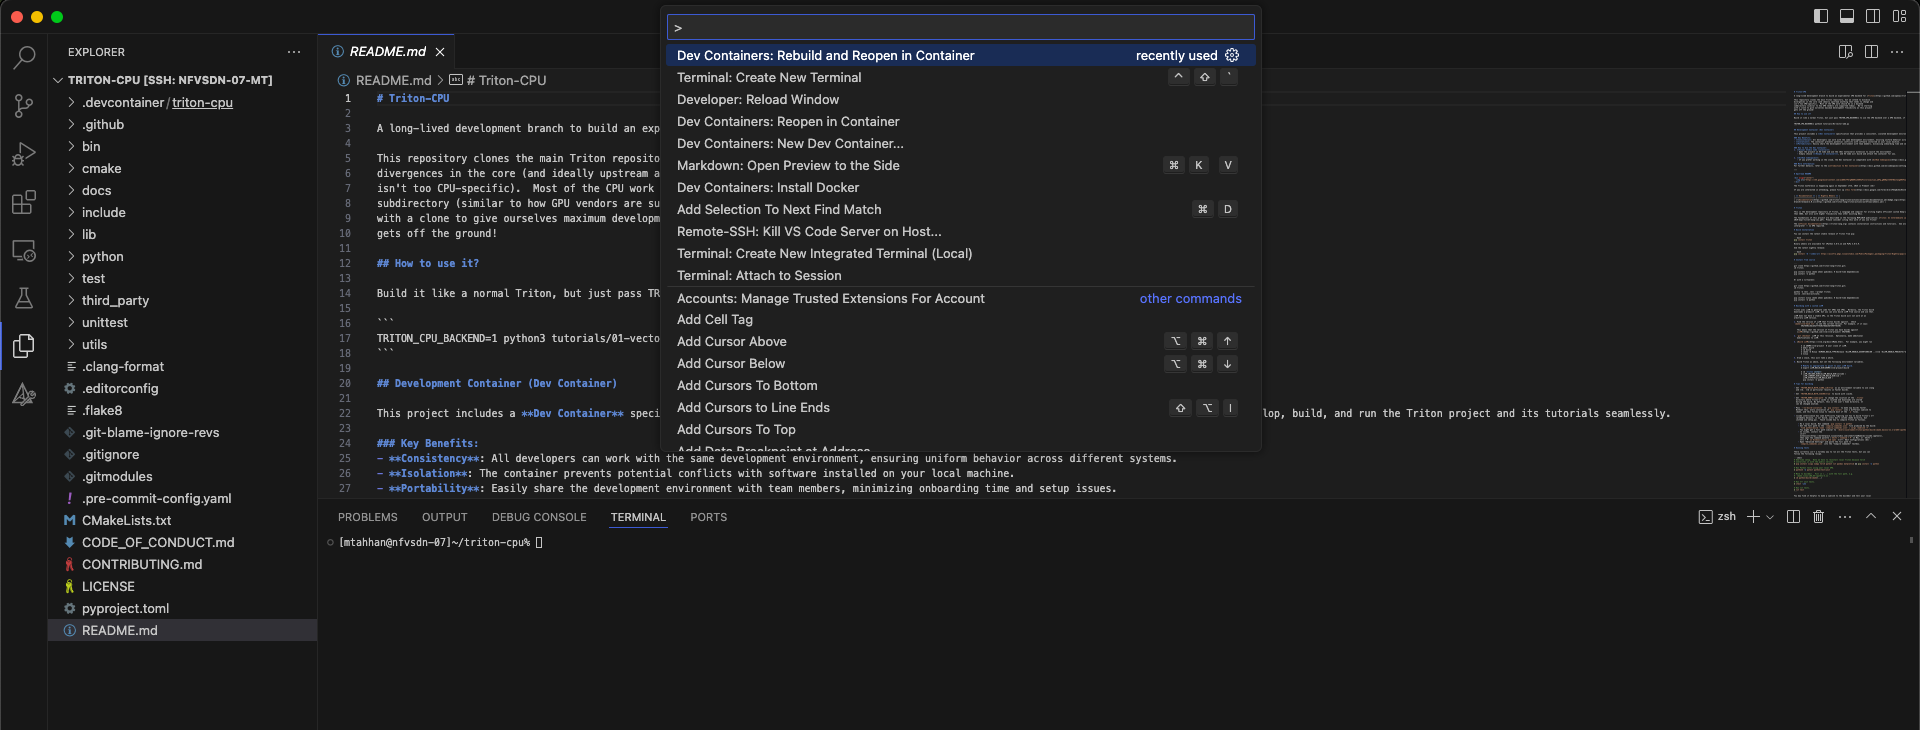 >
Dev Containers: Rebuild and Reopen in Container recently used
Terminal: Create New Terminal ^ ⇧ `
Developer: Reload Window
Dev Containers: Reopen in Container
Dev Containers: New Dev Container...
Markdown: Open Preview to the Side ⌘ K V
Dev Containers: Install Docker
Add Selection To Next Find Match ⌘ D
Remote-SSH: Kill VS Code Server on Host...
Terminal: Create New Integrated Terminal (Local)
Terminal: Attach to Session
Accounts: Manage Trusted Extensions For Account other commands
Add Cell Tag
Add Cursor Above ⌥ ⌘ ↑
Add Cursor Below ⌥ ⌘ ↓
Add Cursors To Bottom
Add Cursors to Line Ends ⇧ ⌥ I
Add Cursors To Top
Add Data Breakpoint at Address
EXPLORER ...
TRITON-CPU [SSH: NFVSDN-07-MT]
.devcontainer/triton-cpu
.github
bin
cmake
docs
include
lib
python
test
third_party
unittest
utils
.clang-format
.editorconfig
.flake8
.git-blame-ignore-revs
.gitignore
.gitmodules
.pre-commit-config.yaml
CMakeLists.txt
CODE_OF_CONDUCT.md
CONTRIBUTING.md
LICENSE
pyproject.toml
README.md
README.md
README.md > # Triton-CPU
1 # Triton-CPU
2
3 A long-lived development branch to build an exp
4
5 This repository clones the main Triton reposito
6 divergences in the core (and ideally upstream a
7 isn't too CPU-specific).  Most of the CPU work
8 subdirectory (similar to how GPU vendors are su
9 with a clone to give ourselves maximum developm
10 gets off the ground!
11
12 ## How to use it?
13
14 Build it like a normal Triton, but just pass TR
15
16 ```
17 TRITON_CPU_BACKEND=1 python3 tutorials/01-vecto
18 ```
19
20 ## Development Container (Dev Container)
21
22 This project includes a **Dev Container** speci lop, build, and run the Triton project and its tutorials seamlessly.
23
24 ### Key Benefits:
25 - **Consistency**: All developers can work with the same development environment, ensuring uniform behavior across different systems.
26 - **Isolation**: The container prevents potential conflicts with software installed on your local machine.
27 - **Portability**: Easily share the development environment with team members, minimizing onboarding time and setup issues.
PROBLEMS OUTPUT DEBUG CONSOLE TERMINAL PORTS zsh
[mtahhan@nfvsdn-07]~/triton-cpu%